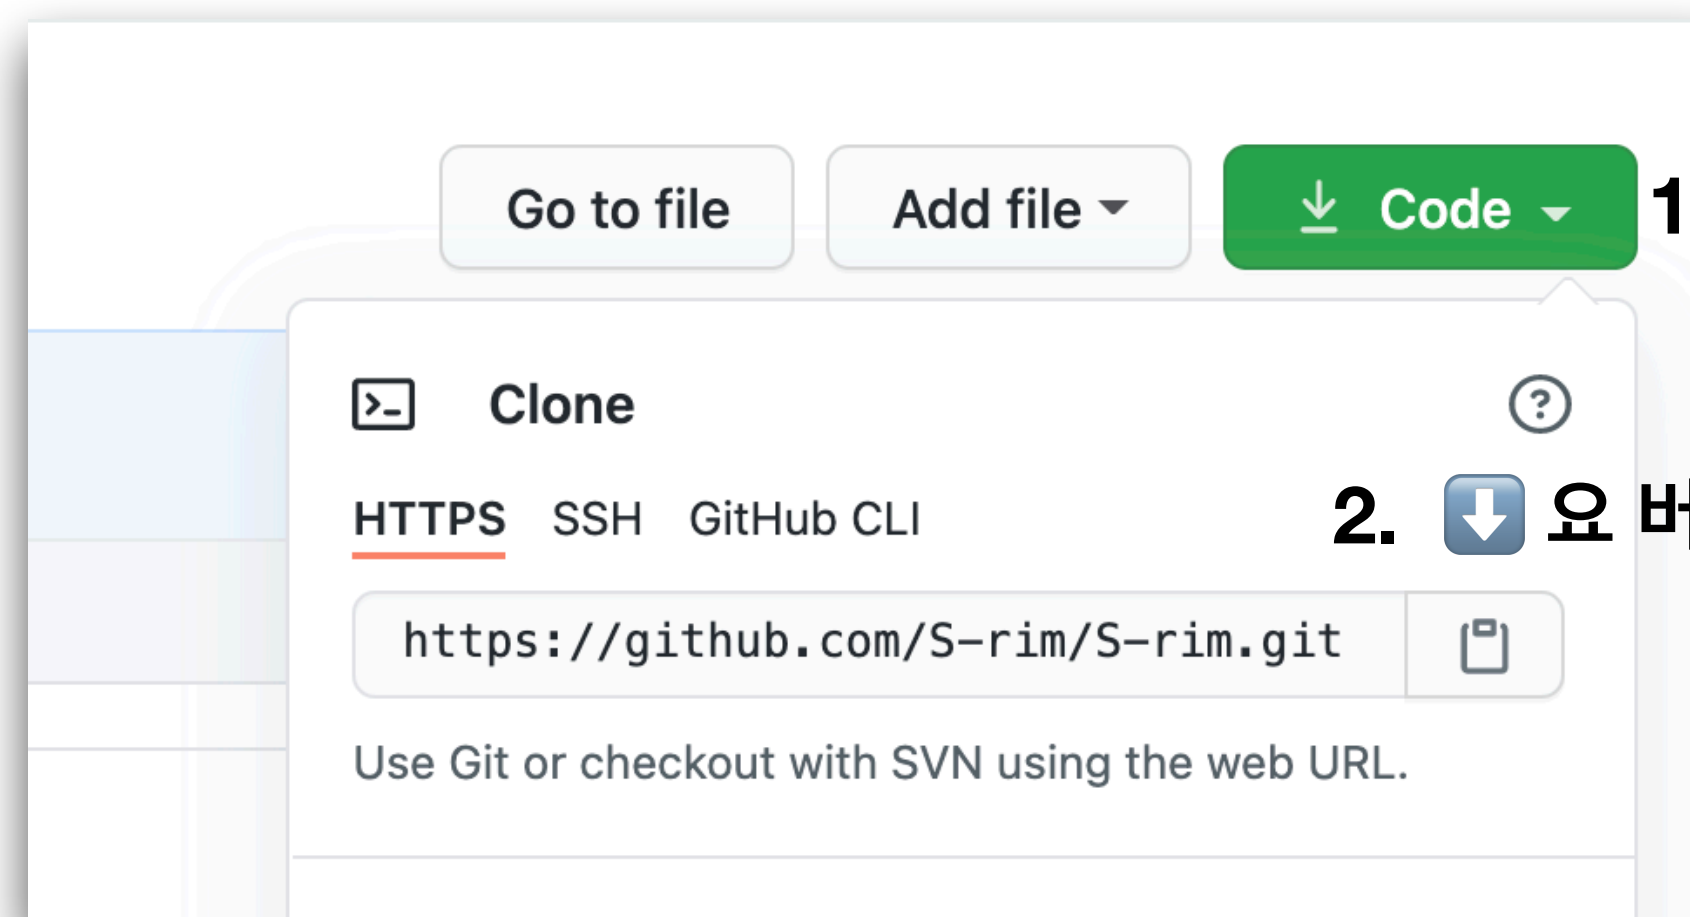 Go to file Add file Code 1
Clone
HTTPS SSH GitHub CLI 2. ⬇️ 요
https://github.com/S-rim/S-rim.git
Use Git or checkout with SVN using the web URL.